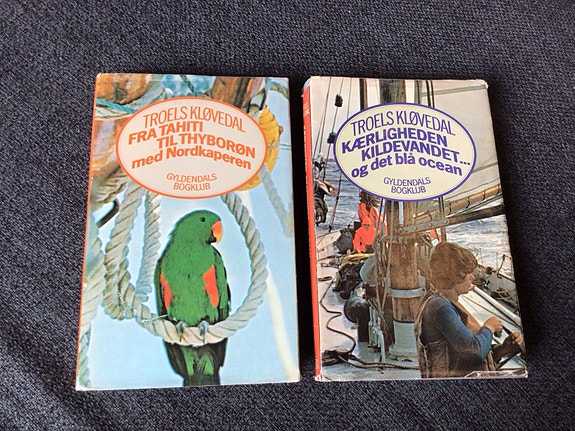 TROELS KLØVEDAL
FRA TAHITI
TIL THYBORØN
med Nordkaperen
GYLDENDALS
BOGKLUB
TROELS KLØVEDAL
KÆRLIGHEDEN
KILDEVANDET...
og det blå ocean
GYLDENDALS
BOGKLUB